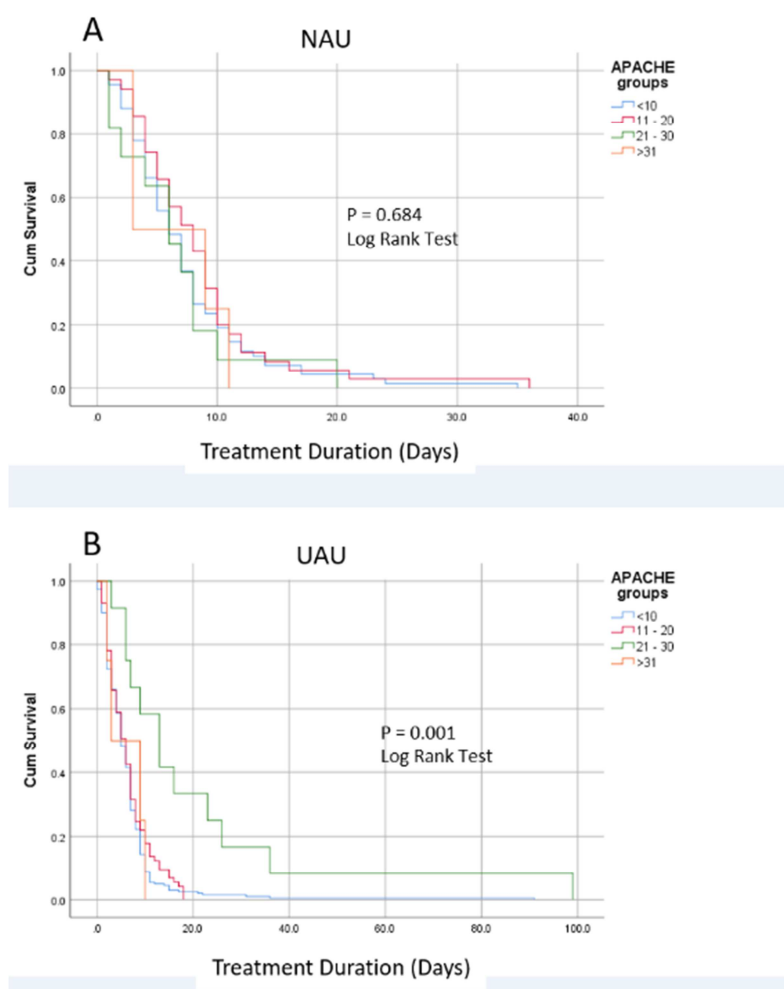 A
NAU
APACHE
groups
<10
11 - 20
21 - 30
>31
1.0
0.8
0.6
0.4
0.2
0.0
Cum Survival
P = 0.684
Log Rank Test
.0
10.0
20.0
30.0
40.0
Treatment Duration (Days)
B
UAU
APACHE
groups
<10
11 - 20
21 - 30
>31
1.0
0.8
0.6
0.4
0.2
0.0
Cum Survival
P = 0.001
Log Rank Test
.0
20.0
40.0
60.0
80.0
100.0
Treatment Duration (Days)